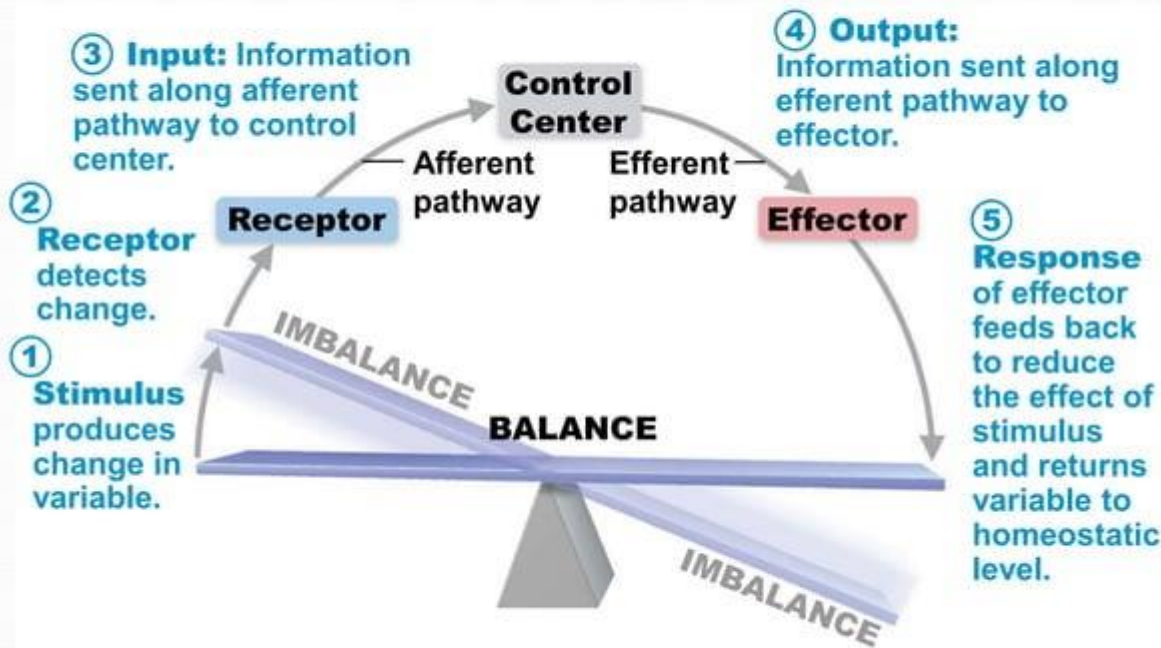 ③ Input: Information
sent along afferent
pathway to control
center.
Control
Center
④ Output:
Information sent along
efferent pathway to
effector.
Afferent
pathway
Efferent
pathway
②
Receptor
detects
change.
Receptor
Effector
①
Stimulus
produces
change in
variable.
IMBALANCE
BALANCE
IMBALANCE
⑤
Response
of effector
feeds back
to reduce
the effect of
stimulus
and returns
variable to
homeostatic
level.